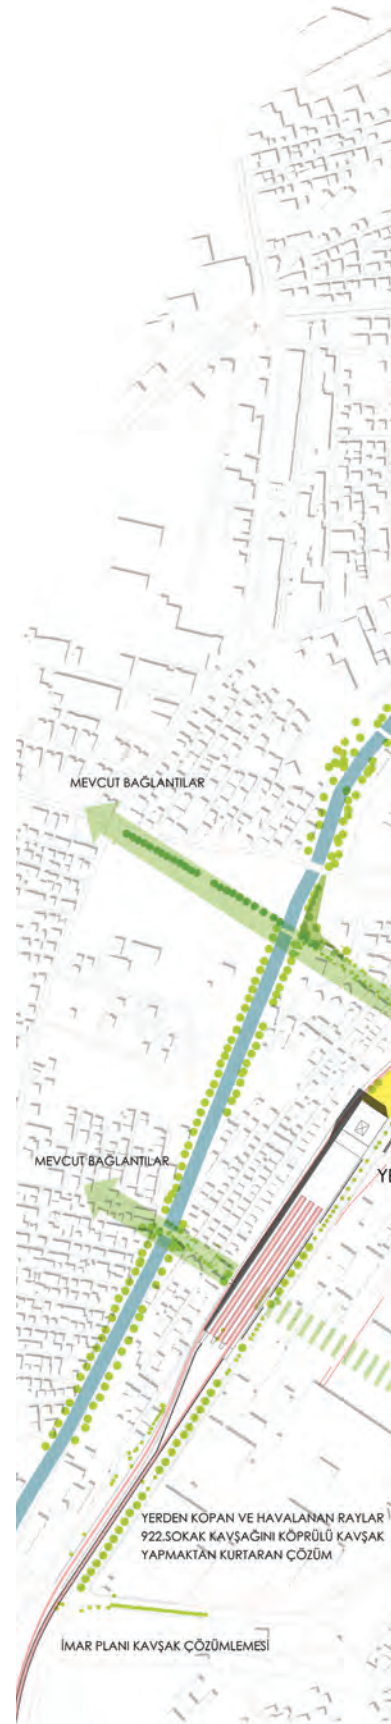 MEVCUT BAĞLANTILAR
MEVCUT BAĞLANTILAR
YERDEN KOPAN VE HAVALANAN RAYLAR
922.SOKAK KAVŞAĞINI KÖPRÜLÜ KAVŞAK
YAPMAKTAN KURTARAN ÇÖZÜM
İMAR PLANI KAVŞAK ÇÖZÜMLEMESİ